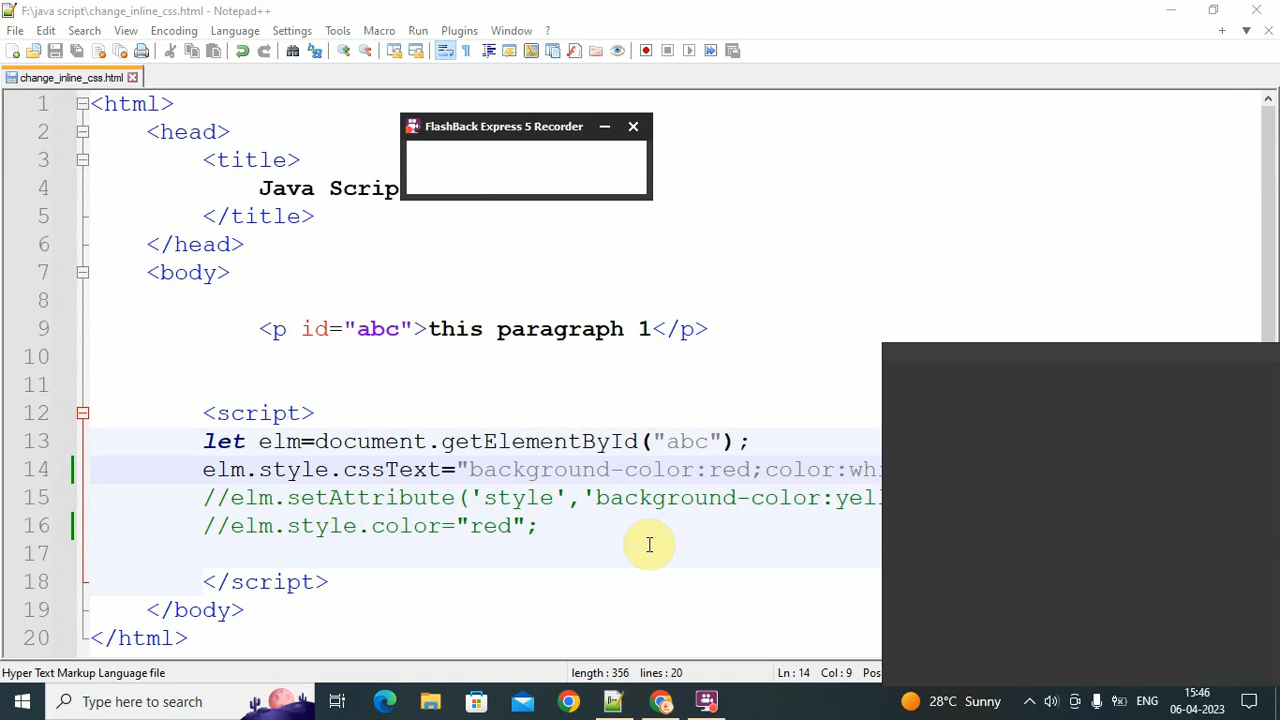 F:\java script\change_inline_css.html - Notepad++
File Edit Search View Encoding Language Settings Tools Macro Run Plugins Window ?
change_inline_css.html
FlashBack Express 5 Recorder
1 <html>
2 <head>
3 <title>
4 Java Scrip
5 </title>
6 </head>
7 <body>
8
9 <p id="abc">this paragraph 1</p>
10
11
12 <script>
13 let elm=document.getElementById("abc");
14 elm.style.cssText="background-color:red;color:whi
15 //elm.setAttribute('style','background-color:yell
16 //elm.style.color="red";
17
18 </script>
19 </body>
20 </html>
Hyper Text Markup Language file length : 356 lines : 20 Ln : 14 Col : 9 Pos
Type here to search 28°C Sunny ENG 15:46
06-04-2023